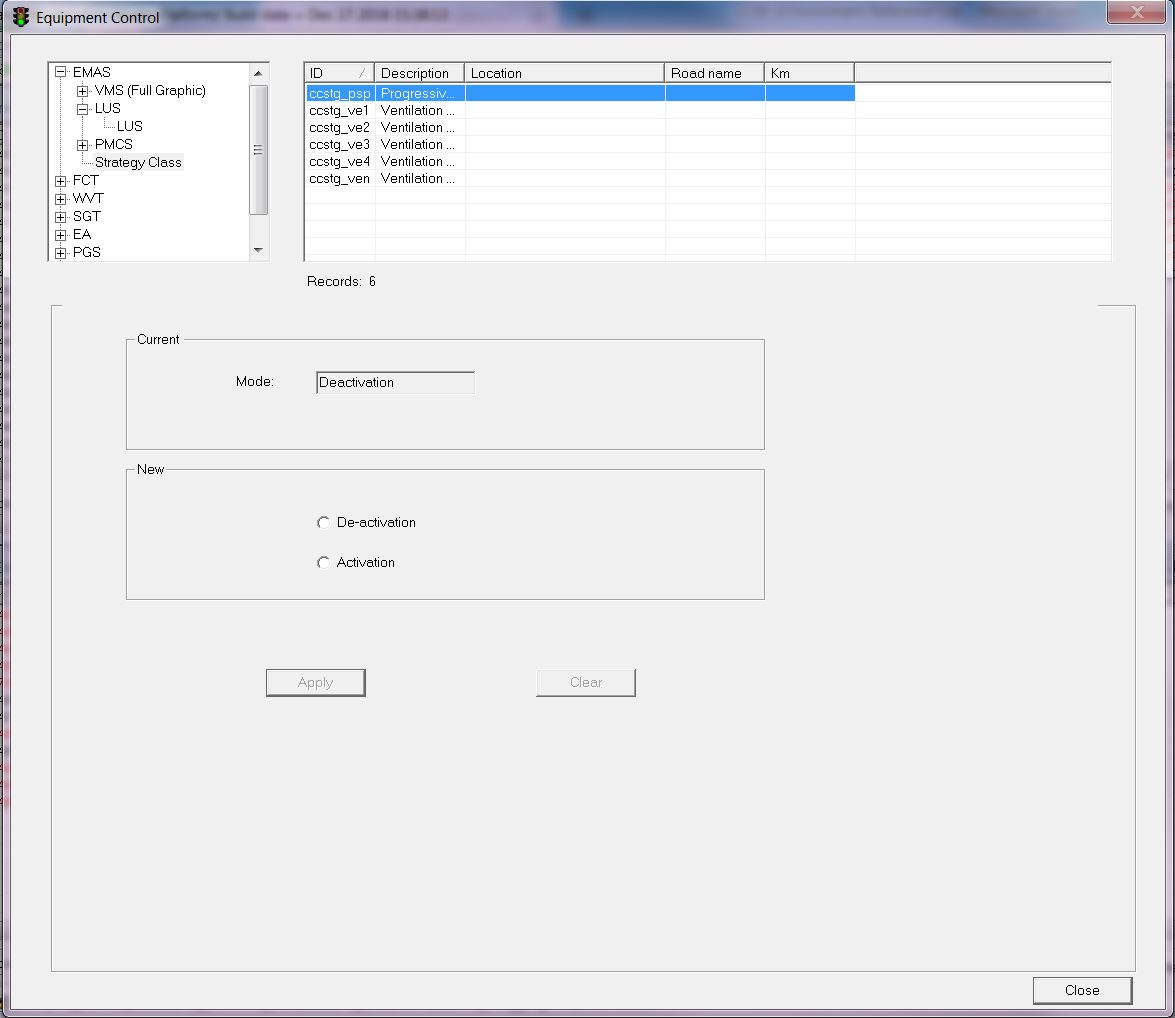 Equipment Control
EMAS
VMS (Full Graphic)
LUS
LUS
PMCS
Strategy Class
FCT
WVT
SGT
EA
PGS
ID Description Location Road name Km
ccstg_psp Progressiv...
ccstg_ve1 Ventilation ...
ccstg_ve2 Ventilation ...
ccstg_ve3 Ventilation ...
ccstg_ve4 Ventilation ...
ccstg_ven Ventilation ...
Records: 6
Current
Mode: Deactivation
New
De-activation
Activation
Apply Clear
Close